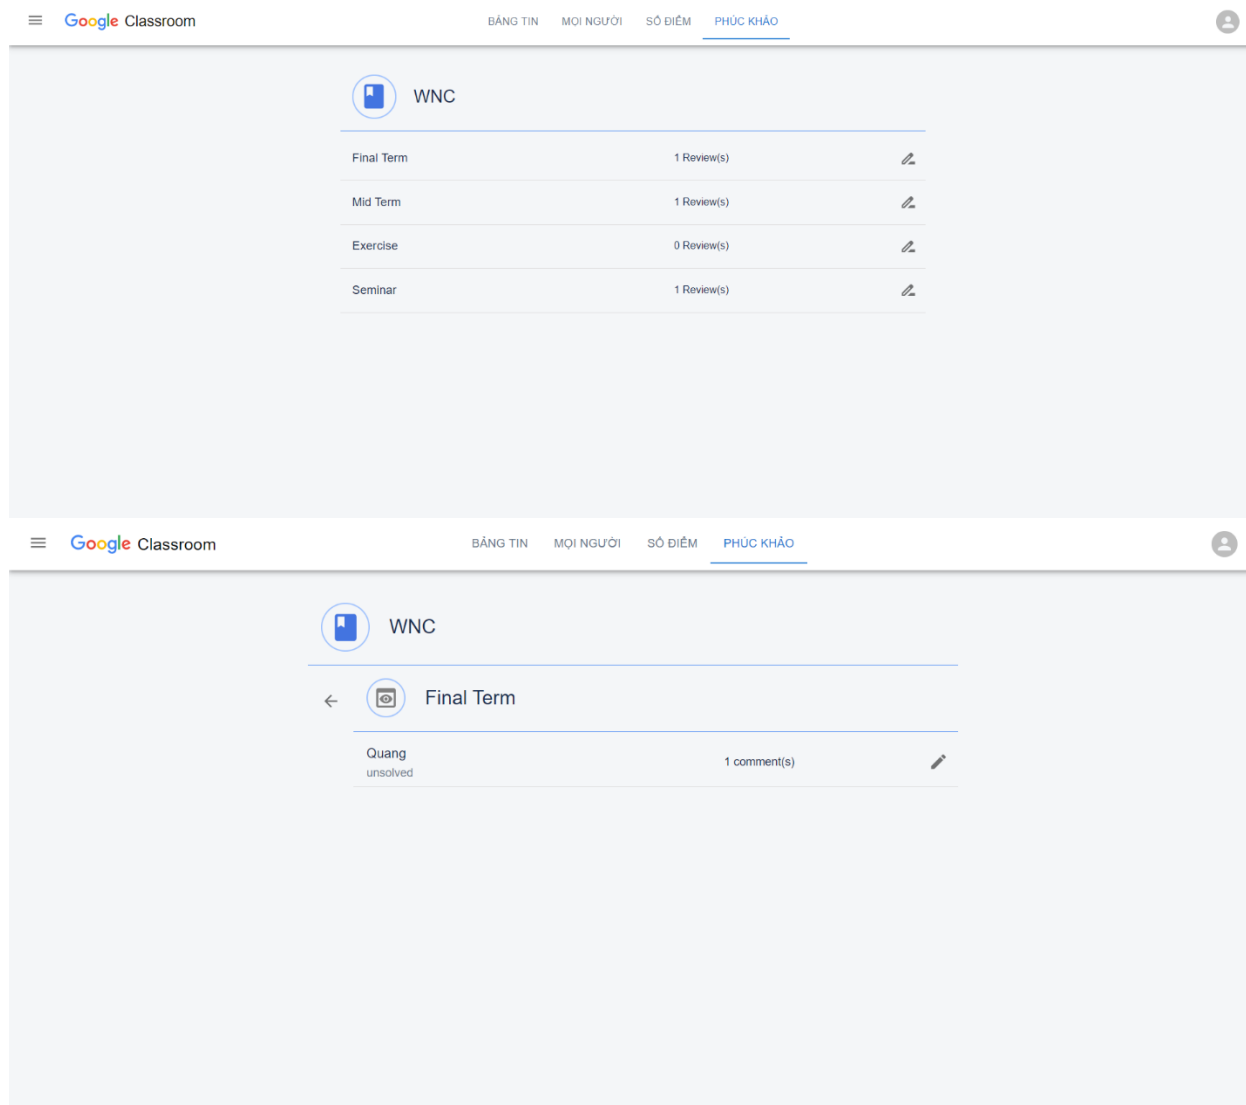 Google Classroom BẢNG TIN MỌI NGƯỜI SỔ ĐIỂM PHÚC KHẢO
WNC
Final Term 1 Review(s)
Mid Term 1 Review(s)
Exercise 0 Review(s)
Seminar 1 Review(s)
Google Classroom BẢNG TIN MỌI NGƯỜI SỔ ĐIỂM PHÚC KHẢO
WNC
Final Term
Quang 1 comment(s)
unsolved